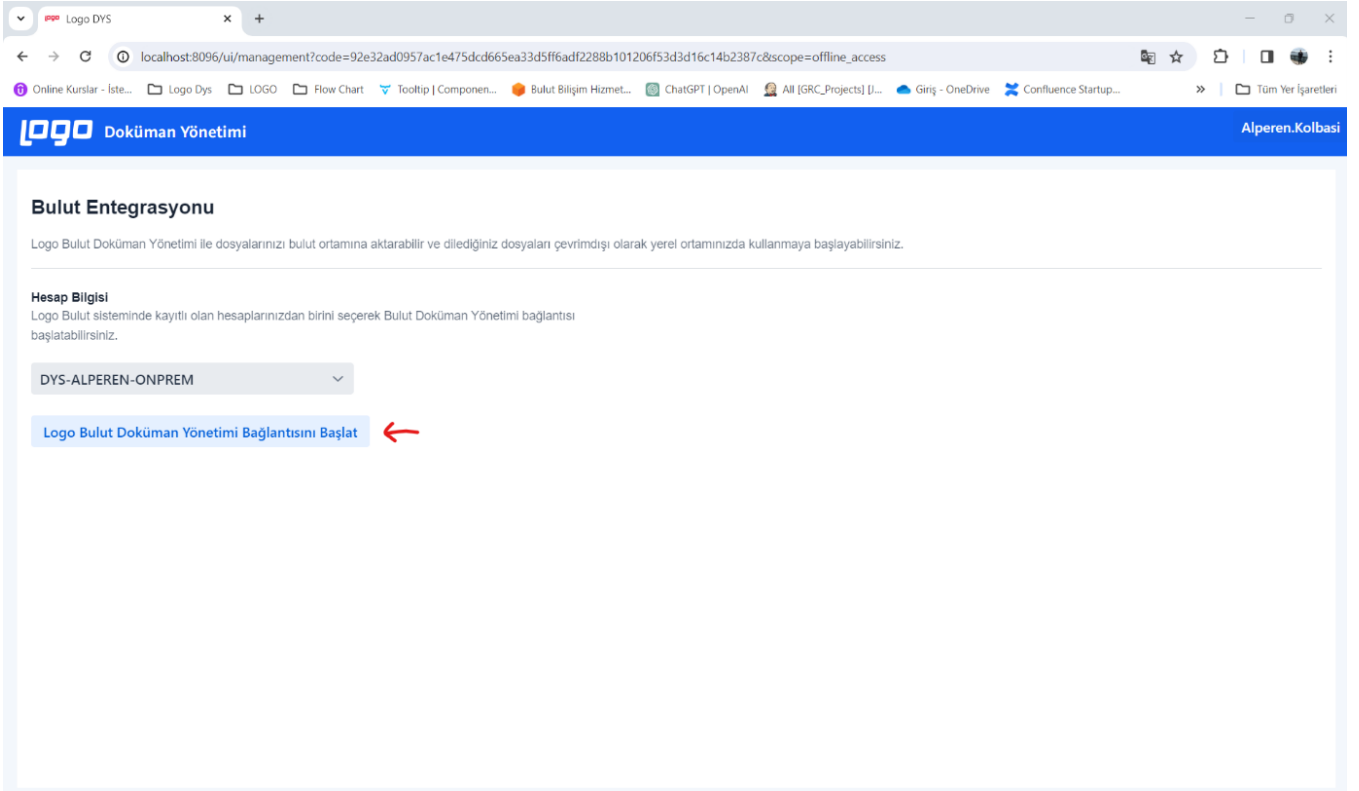 logo Logo DYS
localhost:8096/ui/management?code=92e32ad0957ac1e475dcd665ea33d5ff6adf2288b101206f53d3d16c14b2387c&scope=offline_access
Online Kurslar - İste... Logo Dys LOGO Flow Chart Tooltip | Componen... Bulut Bilişim Hizmet... ChatGPT | OpenAI All [GRC_Projects] [J... Giriş - OneDrive Confluence Startup... » Tüm Yer İşaretleri
LOGO Doküman Yönetimi Alperen.Kolbasi
Bulut Entegrasyonu
Logo Bulut Doküman Yönetimi ile dosyalarınızı bulut ortamına aktarabilir ve dilediğiniz dosyaları çevrimdışı olarak yerel ortamınızda kullanmaya başlayabilirsiniz.
Hesap Bilgisi
Logo Bulut sisteminde kayıtlı olan hesaplarınızdan birini seçerek Bulut Doküman Yönetimi bağlantısı
başlatabilirsiniz.
DYS-ALPEREN-ONPREM
Logo Bulut Doküman Yönetimi Bağlantısını Başlat